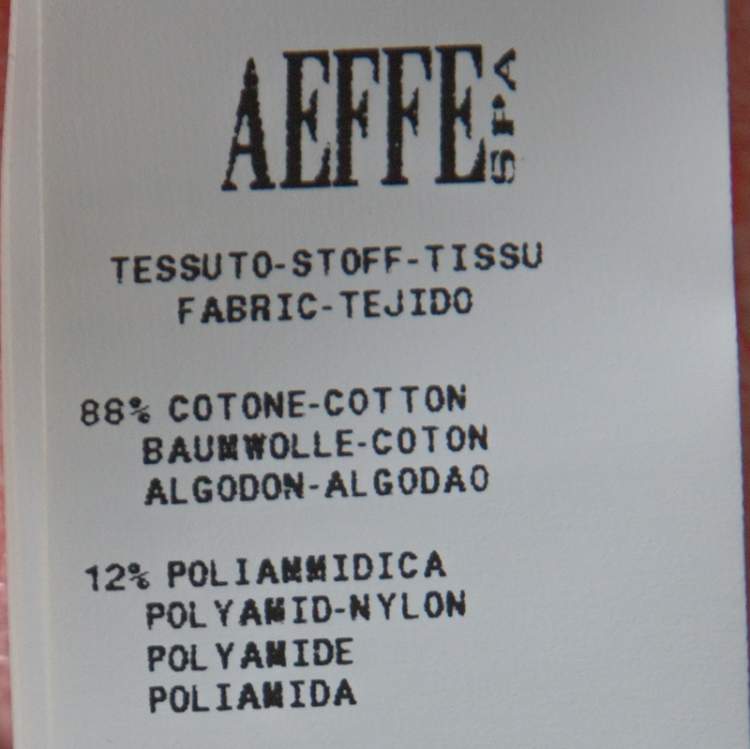 AEFFE SPA
TESSUTO-STOFF-TISSU
FABRIC-TEJIDO
88% COTONE-COTTON
BAUMWOLLE-COTON
ALGODON-ALGODAO
12% POLIAMMIDICA
POLYAMID-NYLON
POLYAMIDE
POLIAMIDA